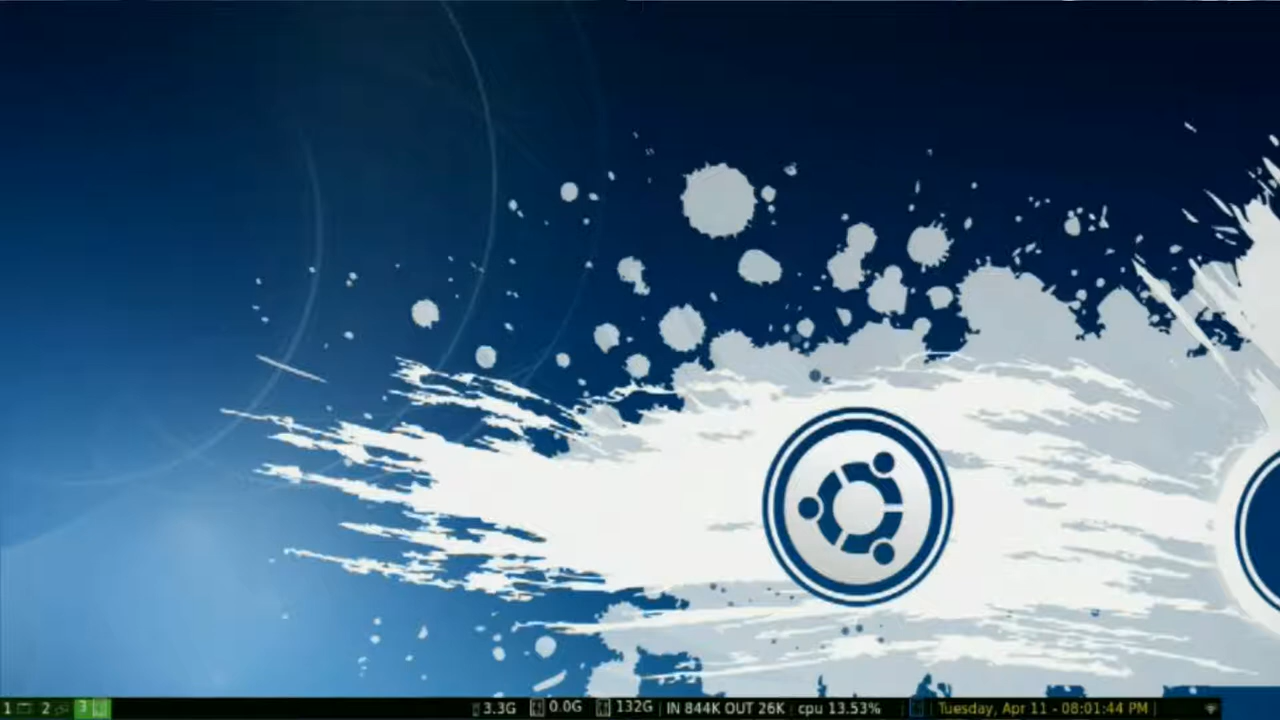 1 2 3 3.3G 0.0G 132G | IN 844K OUT 26K | cpu 13.53% | Tuesday, Apr 11 - 08:01:44 PM |